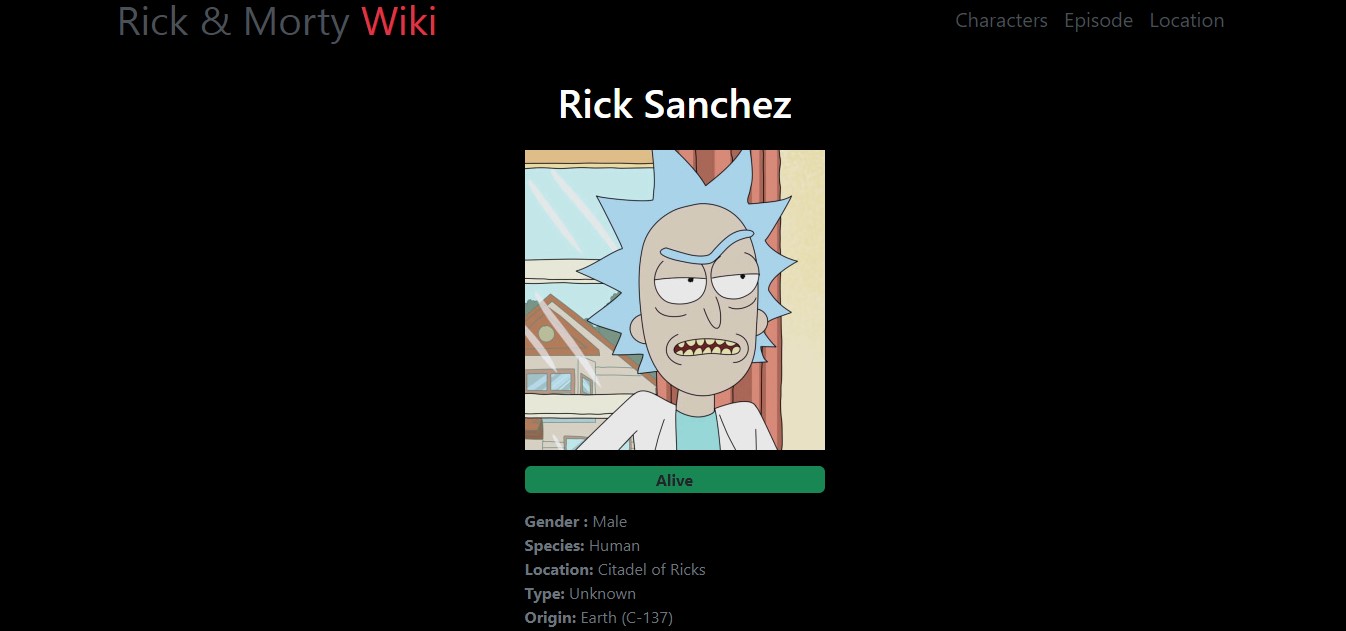 Rick & Morty Wiki
Characters Episode Location
Rick Sanchez
Alive
Gender : Male
Species: Human
Location: Citadel of Ricks
Type: Unknown
Origin: Earth (C-137)